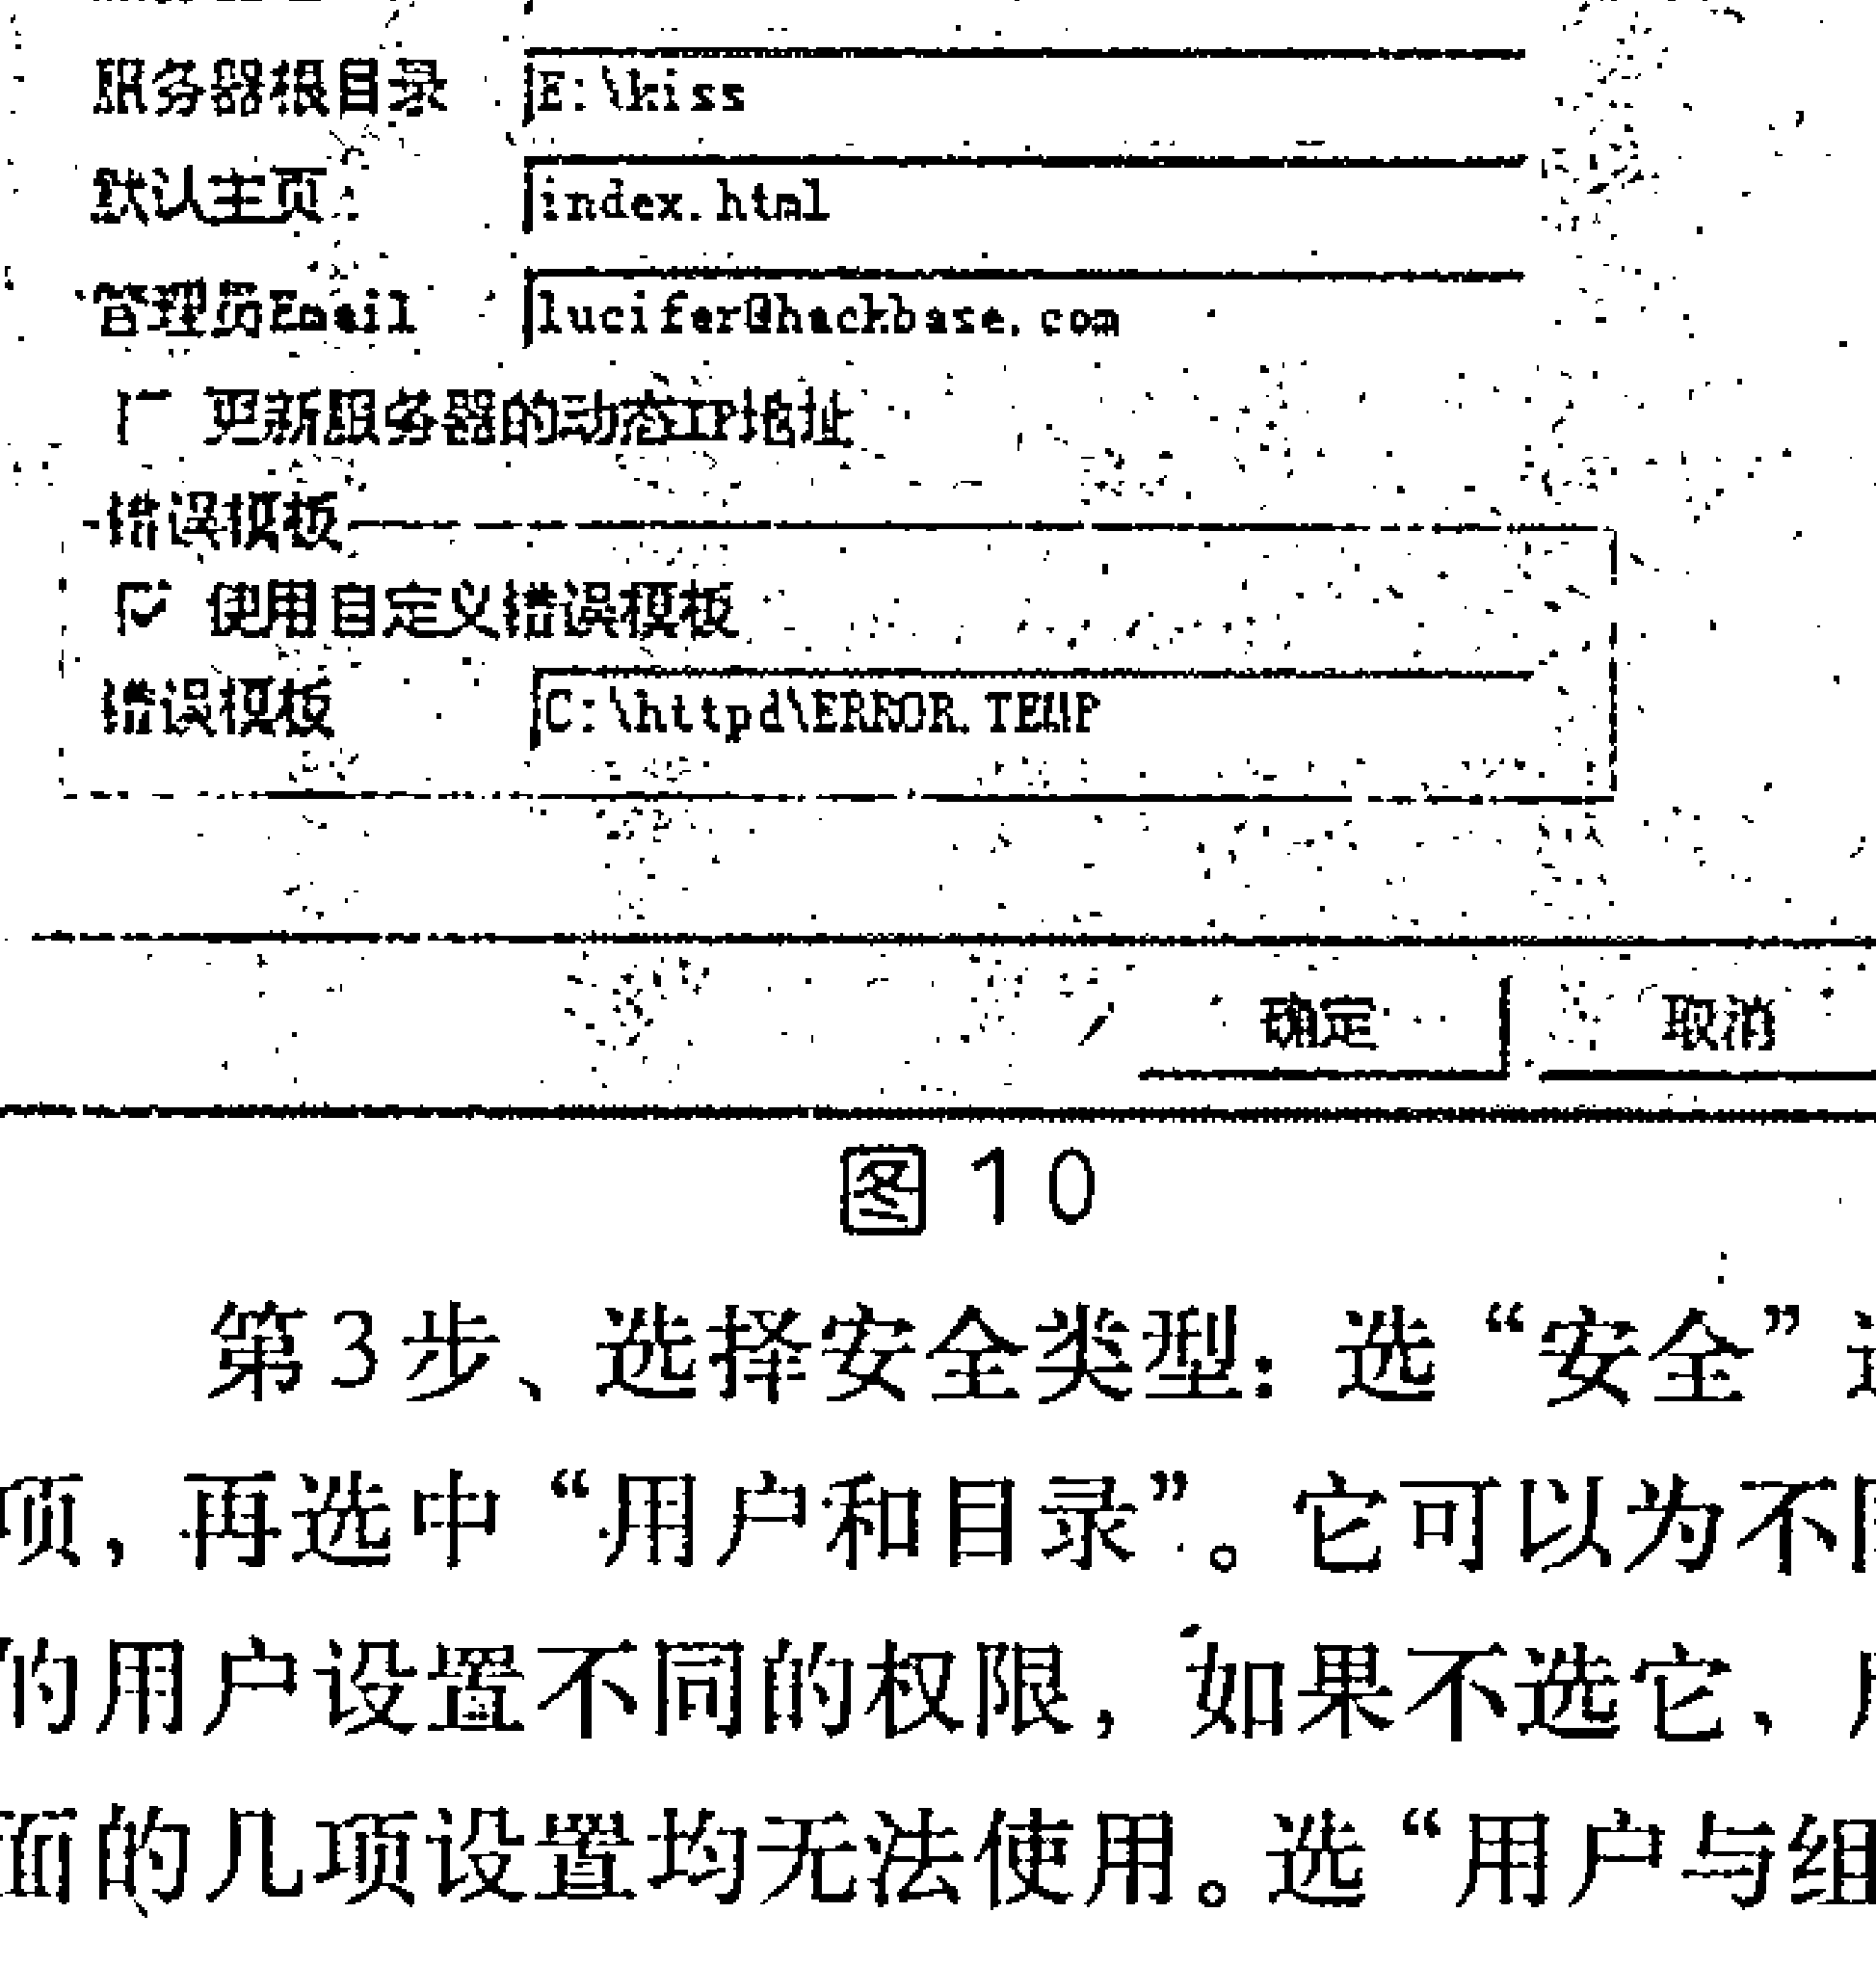 服务器根目录 E:\kiss
默认主页 index.html
管理员Email lucifer@hackbase.com
更新服务器的动态IP地址
错误模板
使用自定义错误模板
错误模板 C:\httpd\ERROR.TEMP
确定 取消
图10
第3步、选择安全类型：选“安全”
项，再选中“用户和目录”。它可以为不
的用户设置不同的权限，如果不选它、
面的几项设置均无法使用。选“用户与组